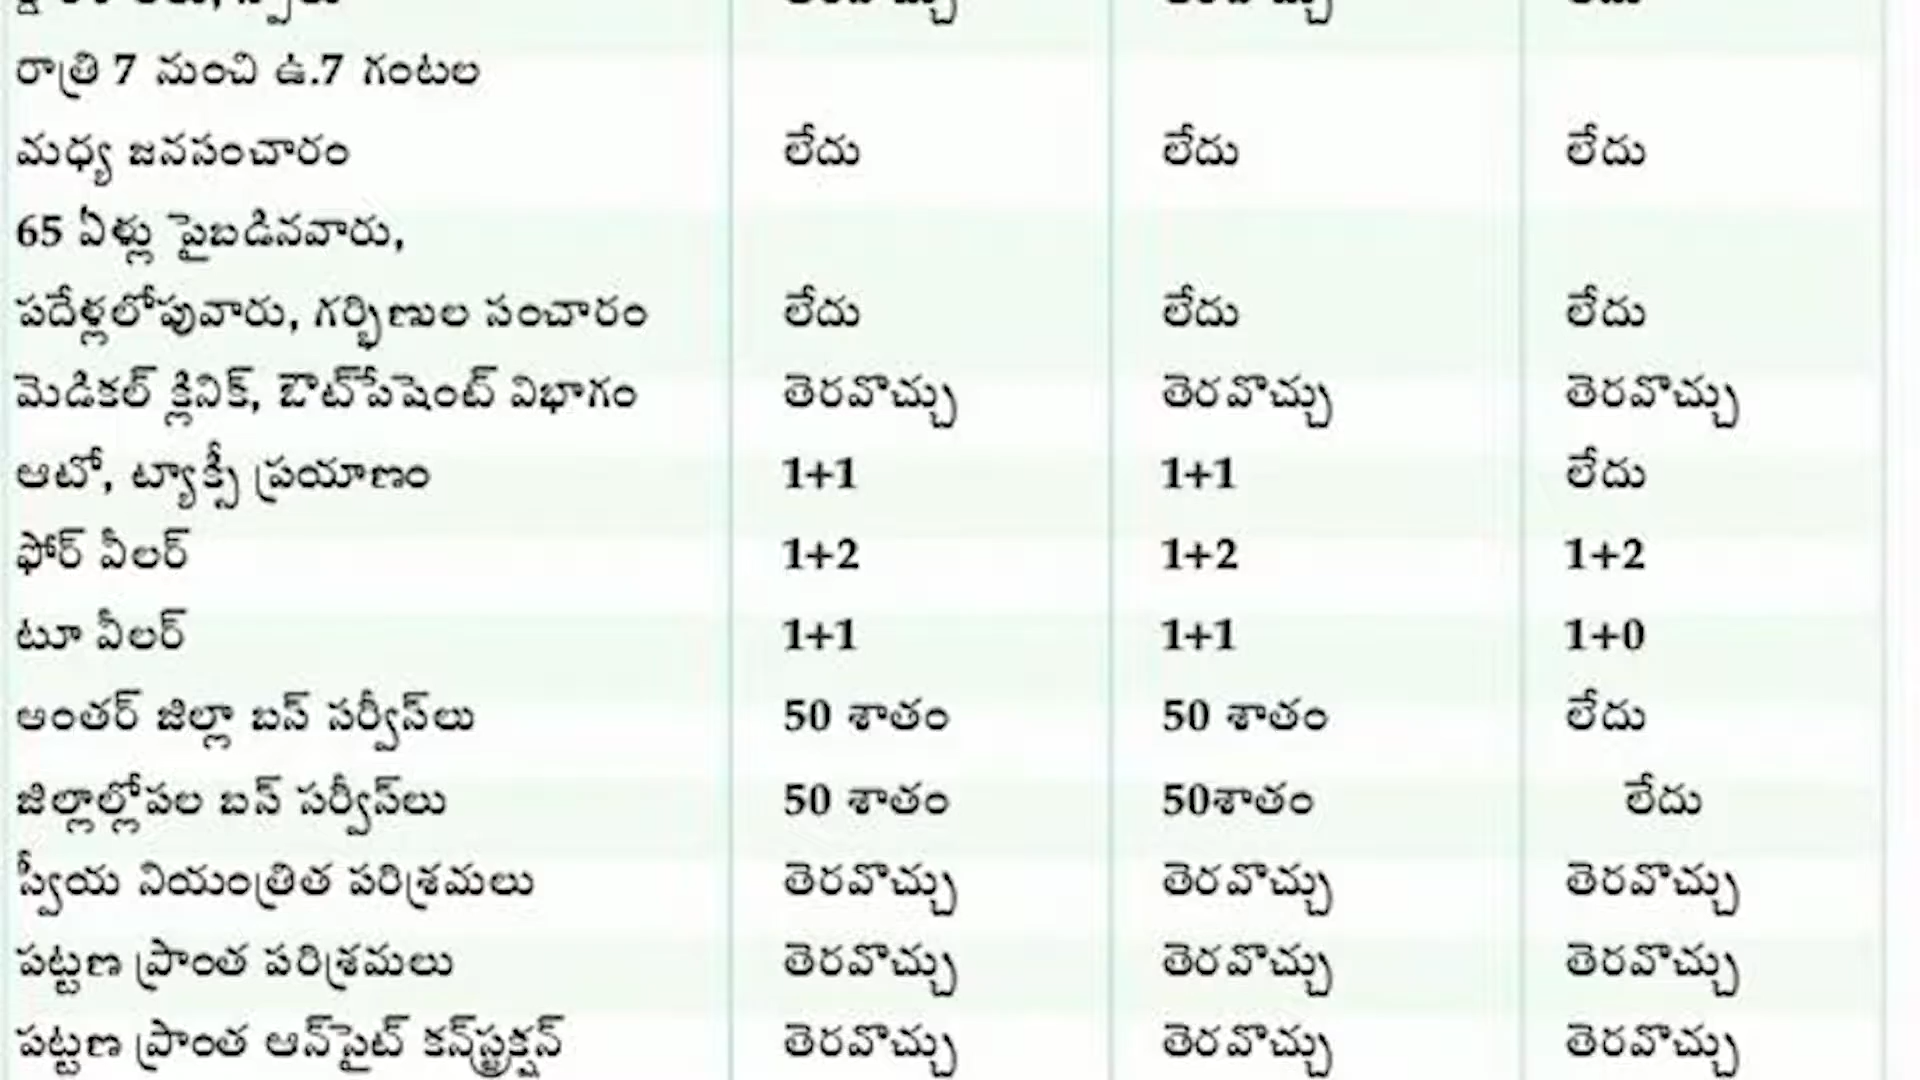 రాత్రి 7 నుంచి ఉ.7 గంటల
మధ్య జనసంచారం లేదు లేదు లేదు
65 ఏళ్లు పైబడినవారు,
పదేళ్లలోపువారు, గర్భిణుల సంచారం లేదు లేదు లేదు
మెడికల్ క్లినిక్, ఔట్‌పేషెంట్ విభాగం తెరవొచ్చు తెరవొచ్చు తెరవొచ్చు
ఆటో, ట్యాక్సీ ప్రయాణం 1+1 1+1 లేదు
ఫోర్ వీలర్ 1+2 1+2 1+2
టూ వీలర్ 1+1 1+1 1+0
ఆంతర్ జిల్లా బస్ సర్వీస్‌లు 50 శాతం 50 శాతం లేదు
జిల్లాల్లోపల బస్ సర్వీస్‌లు 50 శాతం 50శాతం లేదు
స్వీయ నియంత్రిత పరిశ్రమలు తెరవొచ్చు తెరవొచ్చు తెరవొచ్చు
పట్టణ ప్రాంత పరిశ్రమలు తెరవొచ్చు తెరవొచ్చు తెరవొచ్చు
పట్టణ ప్రాంత ఆన్‌సైట్ కన్‌స్ట్రక్షన్ తెరవొచ్చు తెరవొచ్చు తెరవొచ్చు